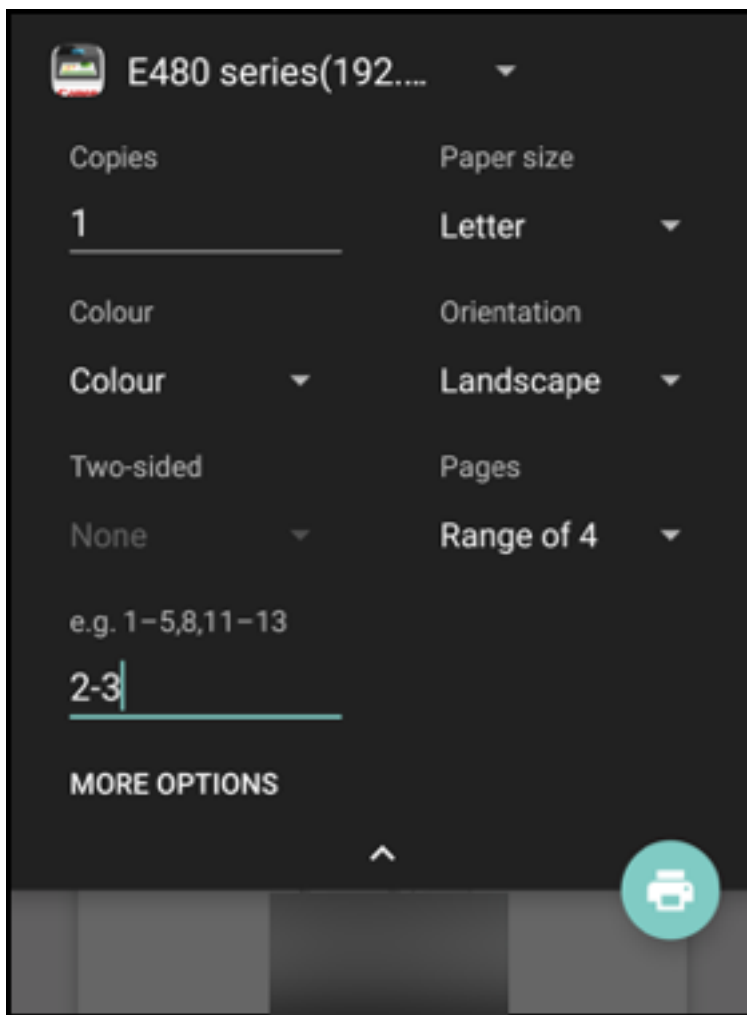 E480 series(192....
Copies
Paper size
1
Letter
Colour
Orientation
Colour
Landscape
Two-sided
Pages
None
Range of 4
e.g. 1–5,8,11–13
2-3
MORE OPTIONS